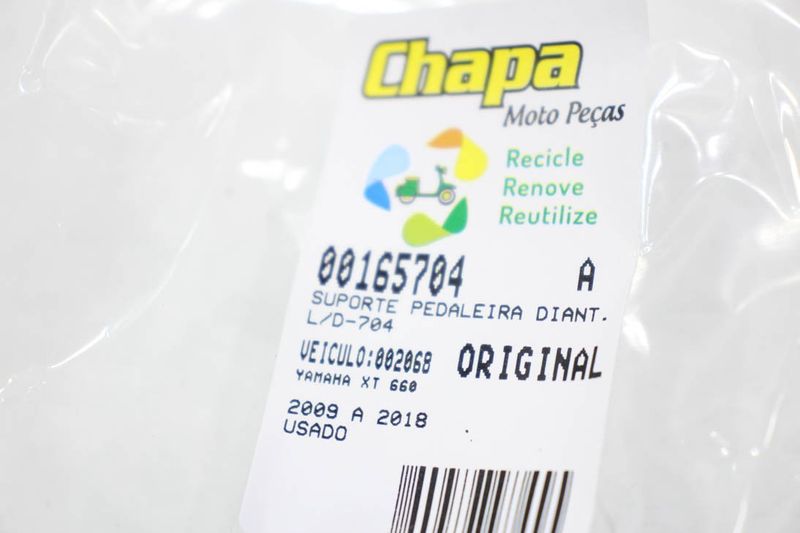 Chapa
Moto Peças
Recicle
Renove
Reutilize
00165704 A
SUPORTE PEDALEIRA DIANT.
L/D-704
VEICULO:002068 ORIGINAL
YAMAHA XT 660
2009 A 2018
USADO